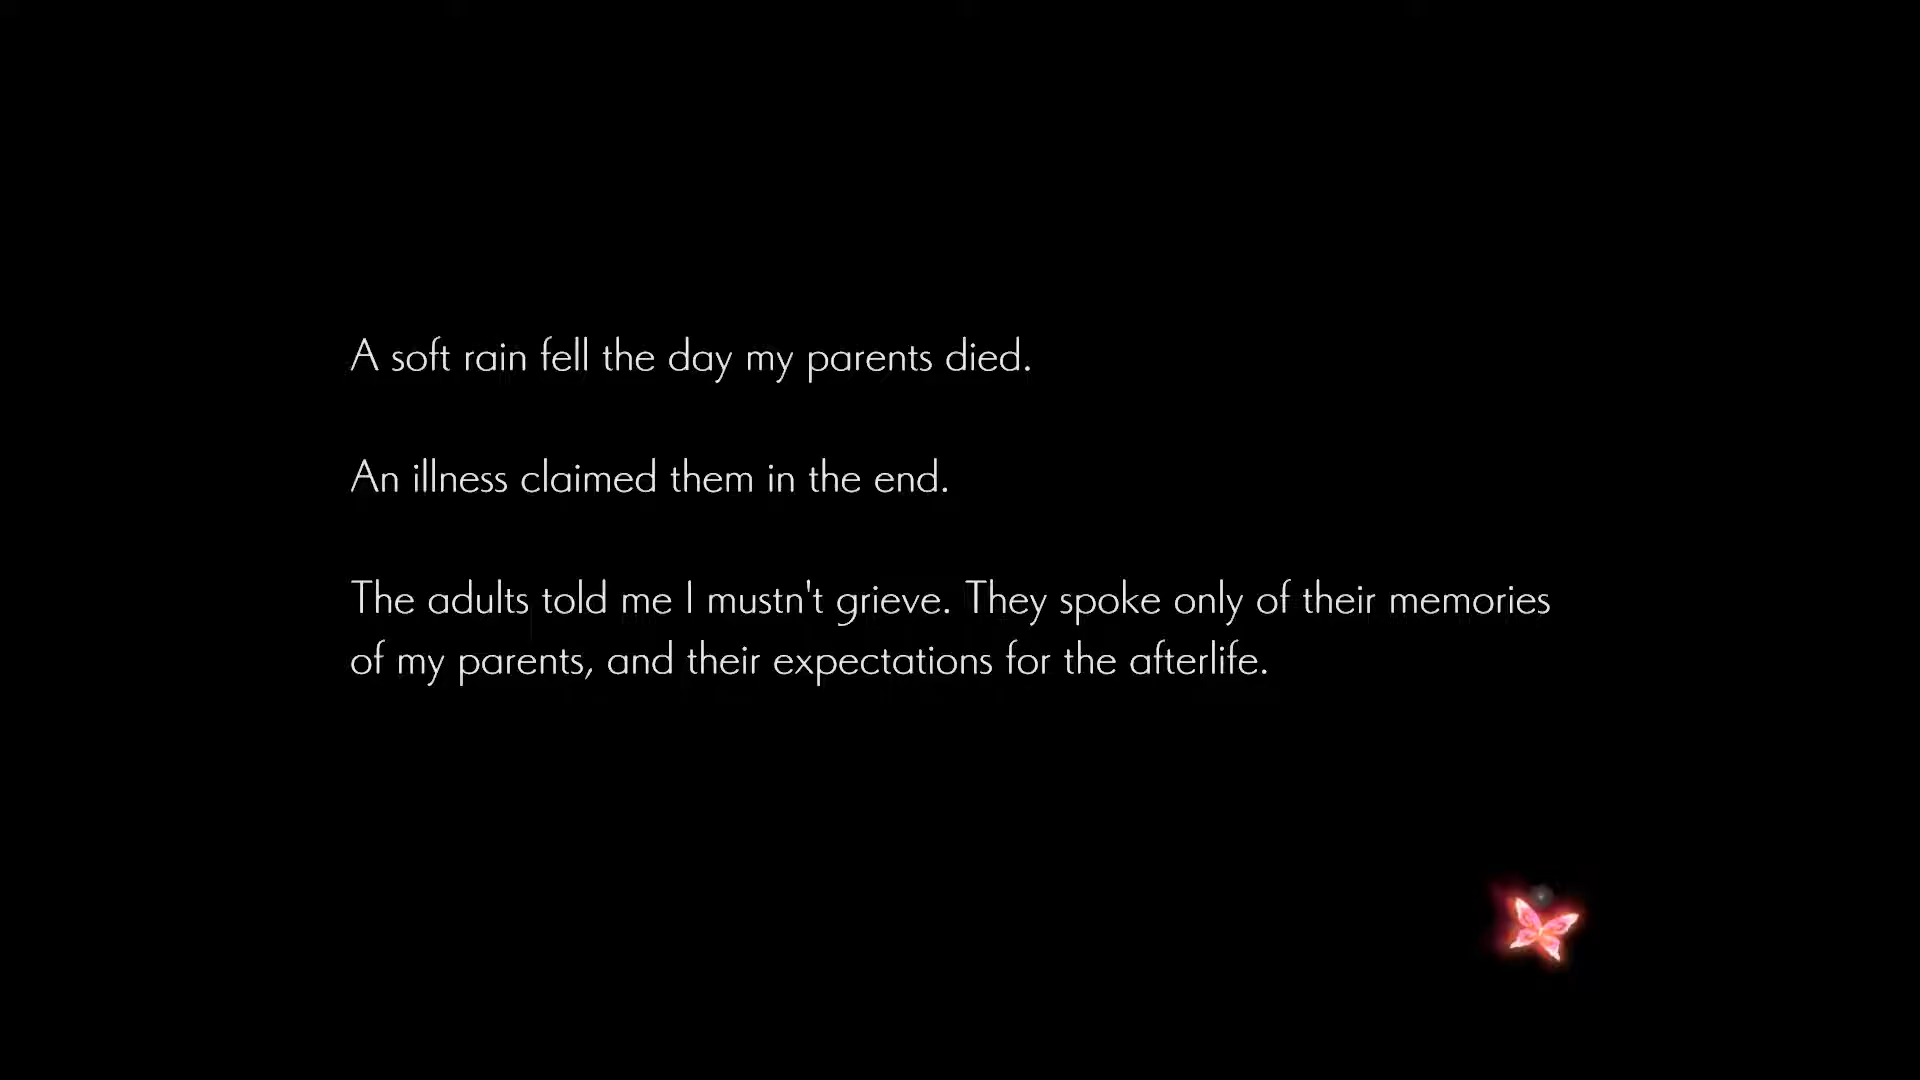 A soft rain fell the day my parents died.
An illness claimed them in the end.
The adults told me I mustn't grieve. They spoke only of their memories
of my parents, and their expectations for the afterlife.